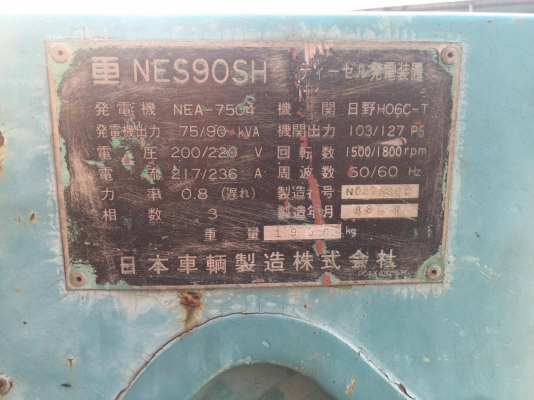 NES90SH ディーゼル発電装置
発電機 NEA-7504 機関 日野H06C-T
発電機出力 75/90 kVA 機関出力 103/127 PS
電圧 200/220 V 回転数 1500/1800rpm
電流 217/236 A 周波数 50/60 Hz
力率 0.8 (遅れ) 製造番号
相数 3 製造年月
重量 kg
日本車輌製造株式会社